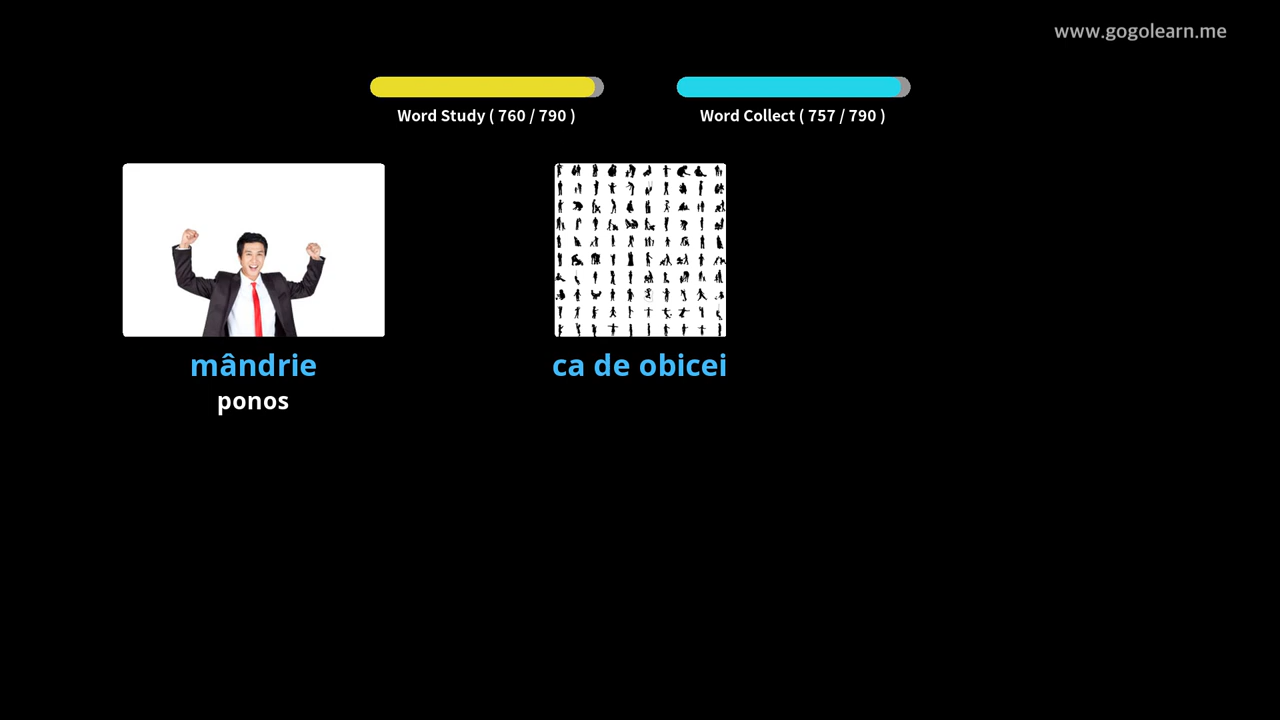 www.gogolearn.me
Word Study ( 760 / 790 )
Word Collect ( 757 / 790 )
mândrie
ponos
ca de obicei